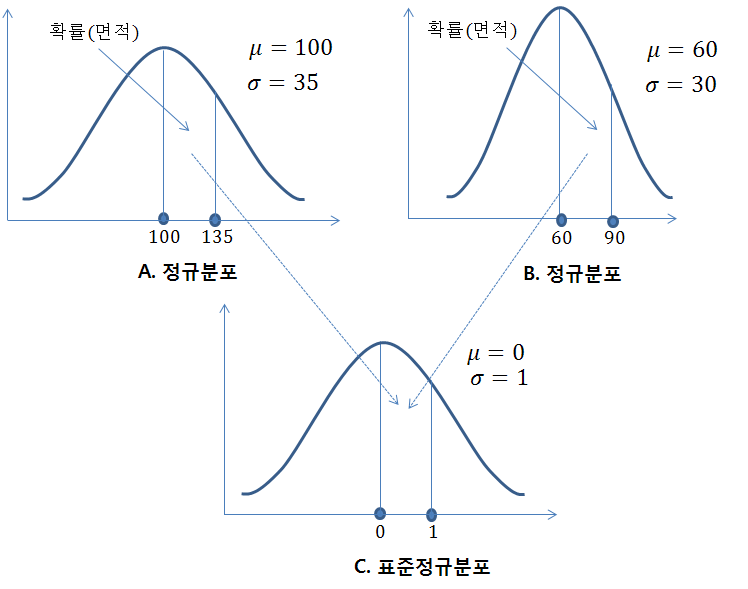 확률(면적)
μ = 100
σ = 35
100 135
A. 정규분포
확률(면적)
μ = 60
σ = 30
60 90
B. 정규분포
μ = 0
σ = 1
0 1
C. 표준정규분포